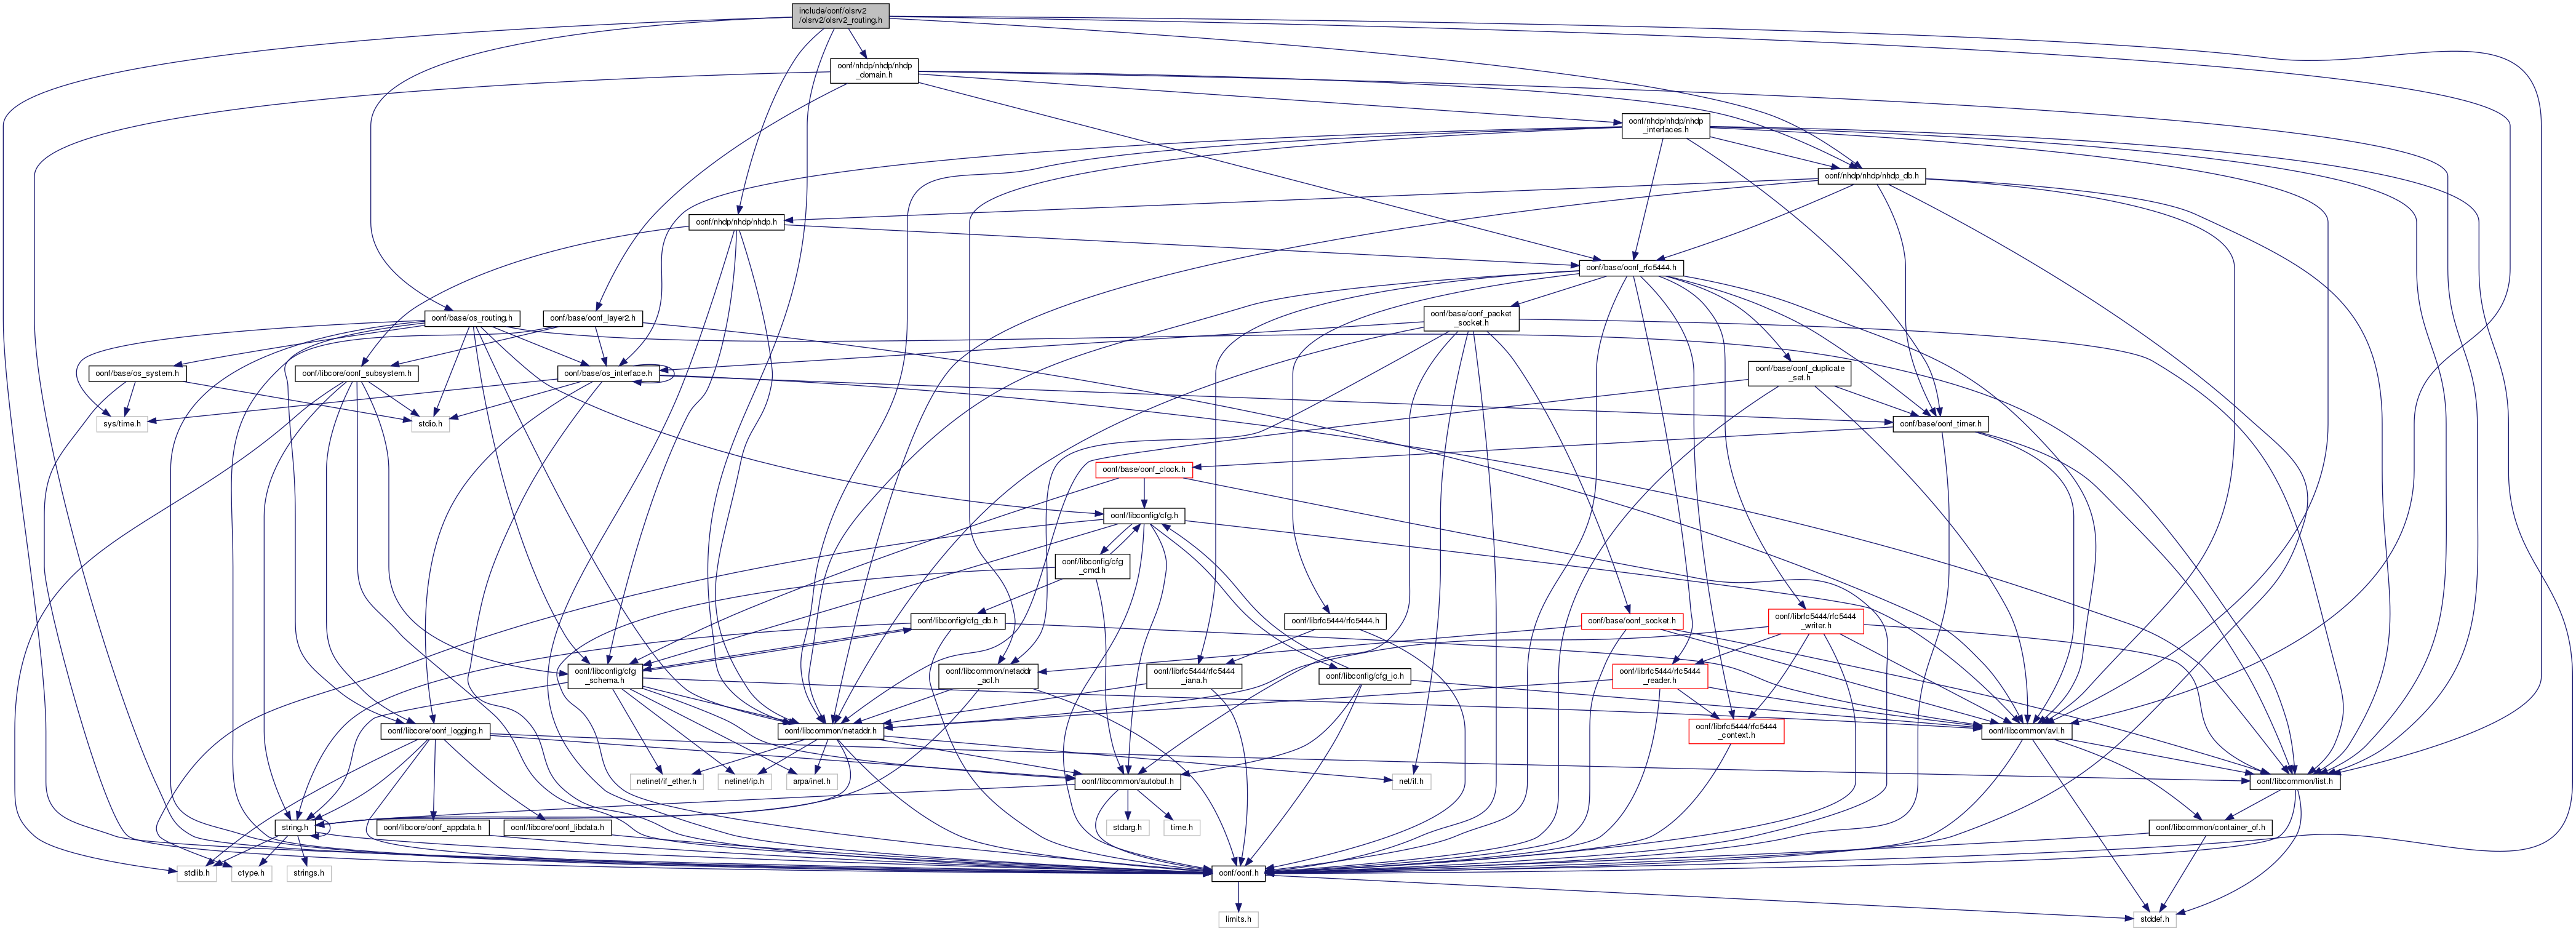 include/oonf/olsrv2
/olsrv2/olsrv2_routing.h
oonf/nhdp/nhdp/nhdp
_domain.h
oonf/nhdp/nhdp/nhdp
_interfaces.h
oonf/nhdp/nhdp/nhdp_db.h
oonf/nhdp/nhdp/nhdp.h
oonf/base/oonf_rfc5444.h
oonf/base/os_routing.h
oonf/base/oonf_layer2.h
oonf/base/oonf_packet
_socket.h
oonf/base/os_system.h
oonf/libcore/oonf_subsystem.h
oonf/base/os_interface.h
oonf/base/oonf_duplicate
_set.h
sys/time.h
stdio.h
oonf/base/oonf_timer.h
oonf/base/oonf_clock.h
oonf/libconfig/cfg.h
oonf/libconfig/cfg
_cmd.h
oonf/libconfig/cfg_db.h
oonf/librfc5444/rfc5444.h
oonf/base/oonf_socket.h
oonf/librfc5444/rfc5444
_writer.h
oonf/libconfig/cfg
_schema.h
oonf/libcommon/netaddr
_acl.h
oonf/librfc5444/rfc5444
_iana.h
oonf/libconfig/cfg_io.h
oonf/librfc5444/rfc5444
_reader.h
oonf/libcore/oonf_logging.h
oonf/libcommon/netaddr.h
oonf/librfc5444/rfc5444
_context.h
oonf/libcommon/avl.h
netinet/if_ether.h
netinet/ip.h
arpa/inet.h
oonf/libcommon/autobuf.h
net/if.h
oonf/libcommon/list.h
string.h
oonf/libcore/oonf_appdata.h
oonf/libcore/oonf_libdata.h
stdarg.h
time.h
oonf/libcommon/container_of.h
stdlib.h
ctype.h
strings.h
oonf/oonf.h
limits.h
stddef.h